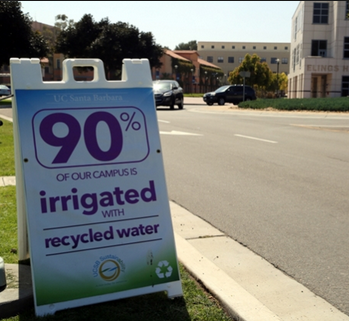 UC Santa Barbara
90%
OF OUR CAMPUS IS
irrigated
WITH
recycled water